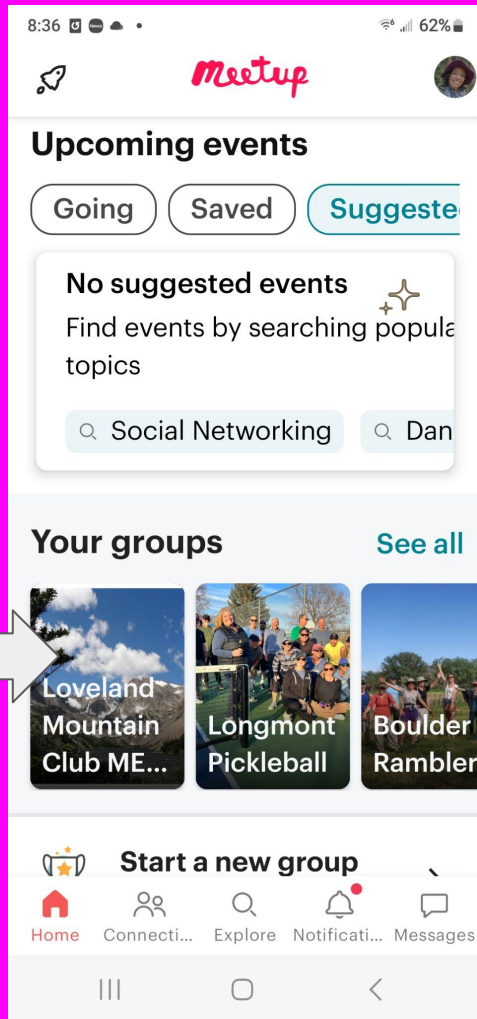 8:36 62%
Meetup
Upcoming events
Going Saved Suggeste
No suggested events
Find events by searching popula
topics
Social Networking Dan
Your groups See all
Loveland
Mountain
Club ME...
Longmont
Pickleball
Boulder
Rambler
Start a new group
Home Connecti... Explore Notificati... Messages